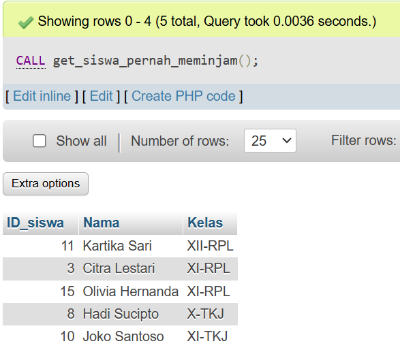 Showing rows 0 - 4 (5 total, Query took 0.0036 seconds.)
CALL get_siswa_pernah_meminjam();
[ Edit inline ] [ Edit ] [ Create PHP code ]
Show all | Number of rows: 25 Filter rows:
Extra options
ID_siswa Nama Kelas
11 Kartika Sari XII-RPL
3 Citra Lestari XI-RPL
15 Olivia Hernanda XI-RPL
8 Hadi Sucipto X-TKJ
10 Joko Santoso XI-TKJ